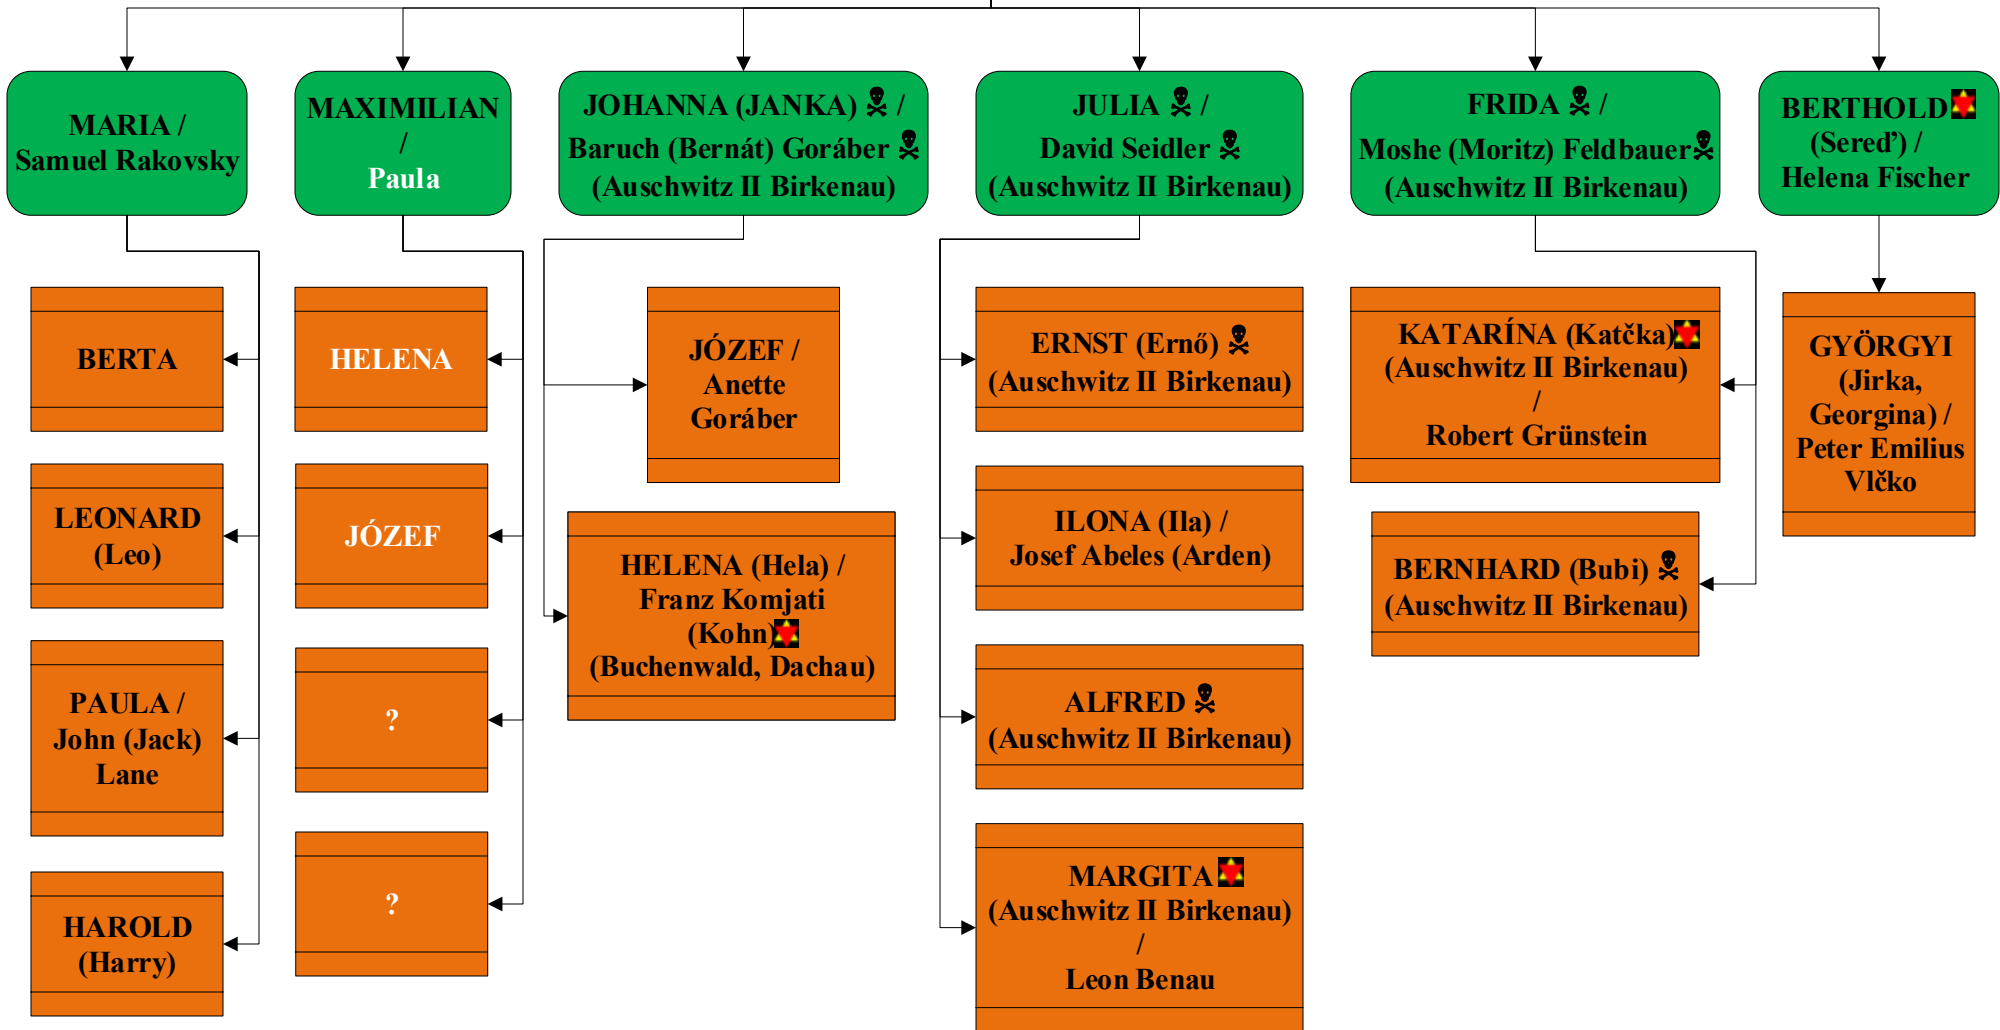 MARIA /
Samuel Rakovsky
MAXIMILIAN
/
Paula
JOHANNA (JANKA) ☠ /
Baruch (Bernát) Goráber ☠
(Auschwitz II Birkenau)
JULIA ☠ /
David Seidler ☠
(Auschwitz II Birkenau)
FRIDA ☠ /
Moshe (Moritz) Feldbauer ☠
(Auschwitz II Birkenau)
BERTHOLD
(Sereď) /
Helena Fischer
BERTA
LEONARD
(Leo)
PAULA /
John (Jack)
Lane
HAROLD
(Harry)
HELENA
JÓZEF
?
?
JÓZEF /
Anette
Goráber
HELENA (Hela) /
Franz Komjati
(Kohn)
(Buchenwald, Dachau)
ERNST (Ernő) ☠
(Auschwitz II Birkenau)
ILONA (Ila) /
Josef Abeles (Arden)
ALFRED ☠
(Auschwitz II Birkenau)
MARGITA
(Auschwitz II Birkenau)
/
Leon Benau
KATARÍNA (Katčka)
(Auschwitz II Birkenau)
/
Robert Grünstein
BERNHARD (Bubi) ☠
(Auschwitz II Birkenau)
GYÖRGYI
(Jirka,
Georgina) /
Peter Emilius
Vlčko